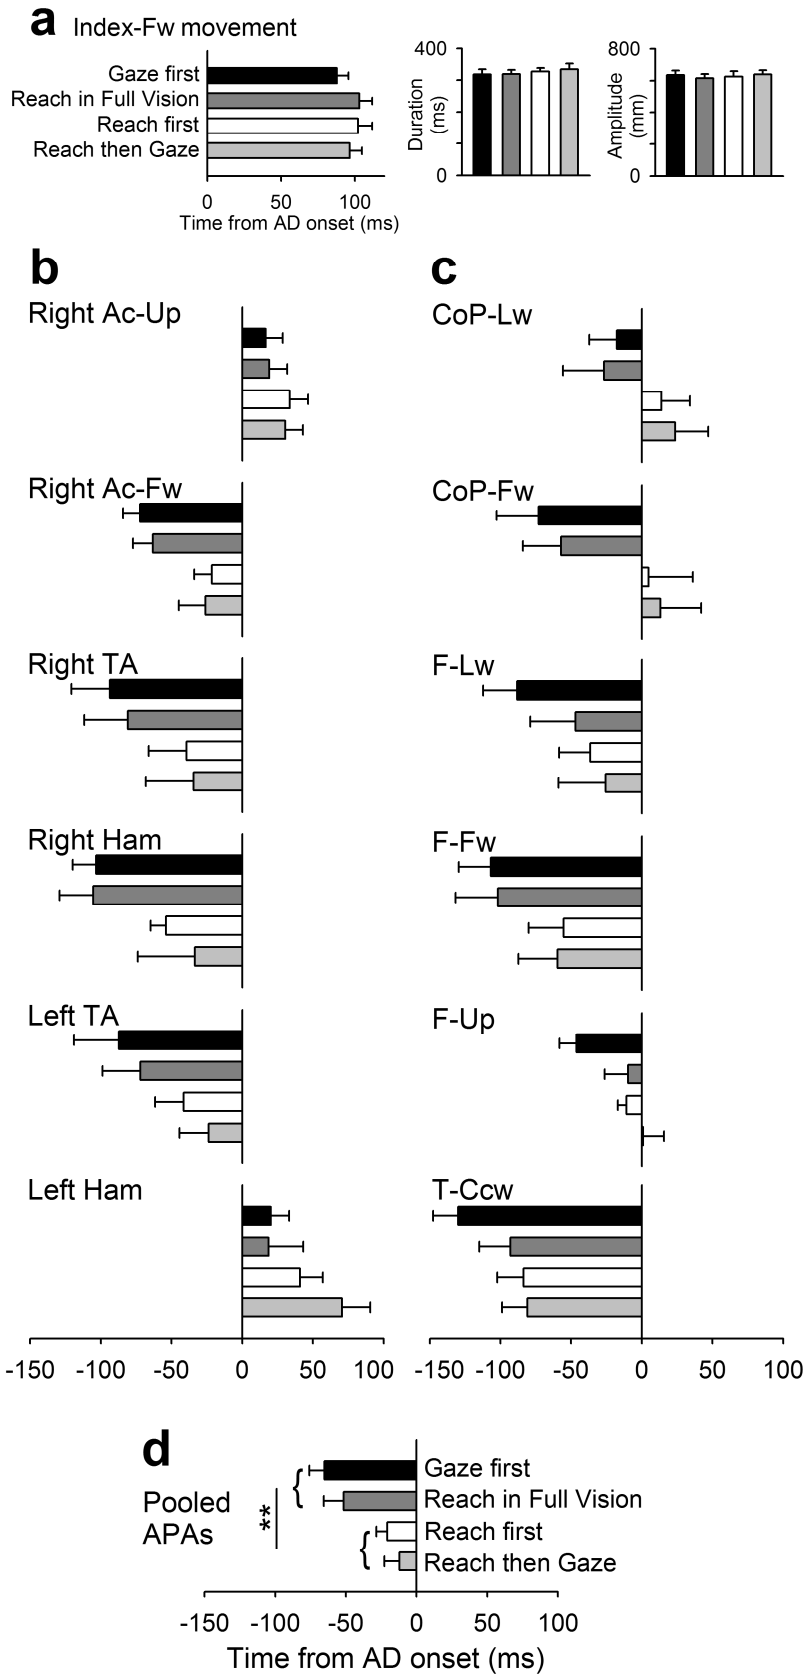 a Index-Fw movement
Gaze first
Reach in Full Vision
Reach first
Reach then Gaze
0 50 100
Time from AD onset (ms)
400
0
Duration
(ms)
800
0
Amplitude
(mm)
b
Right Ac-Up
Right Ac-Fw
Right TA
Right Ham
Left TA
Left Ham
-150 -100 -50 0 50 100
c
CoP-Lw
CoP-Fw
F-Lw
F-Fw
F-Up
T-Ccw
-150 -100 -50 0 50 100
d
Pooled
APAs
**
Gaze first
Reach in Full Vision
Reach first
Reach then Gaze
-150 -100 -50 0 50 100
Time from AD onset (ms)